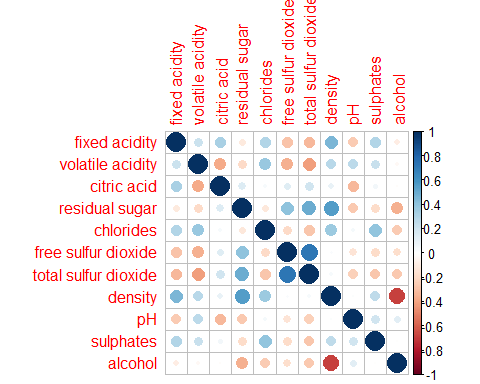 fixed acidity
volatile acidity
citric acid
residual sugar
chlorides
free sulfur dioxide
total sulfur dioxide
density
pH
sulphates
alcohol
fixed acidity
volatile acidity
citric acid
residual sugar
chlorides
free sulfur dioxide
total sulfur dioxide
density
pH
sulphates
alcohol
1
0.8
0.6
0.4
0.2
0
-0.2
-0.4
-0.6
-0.8
-1